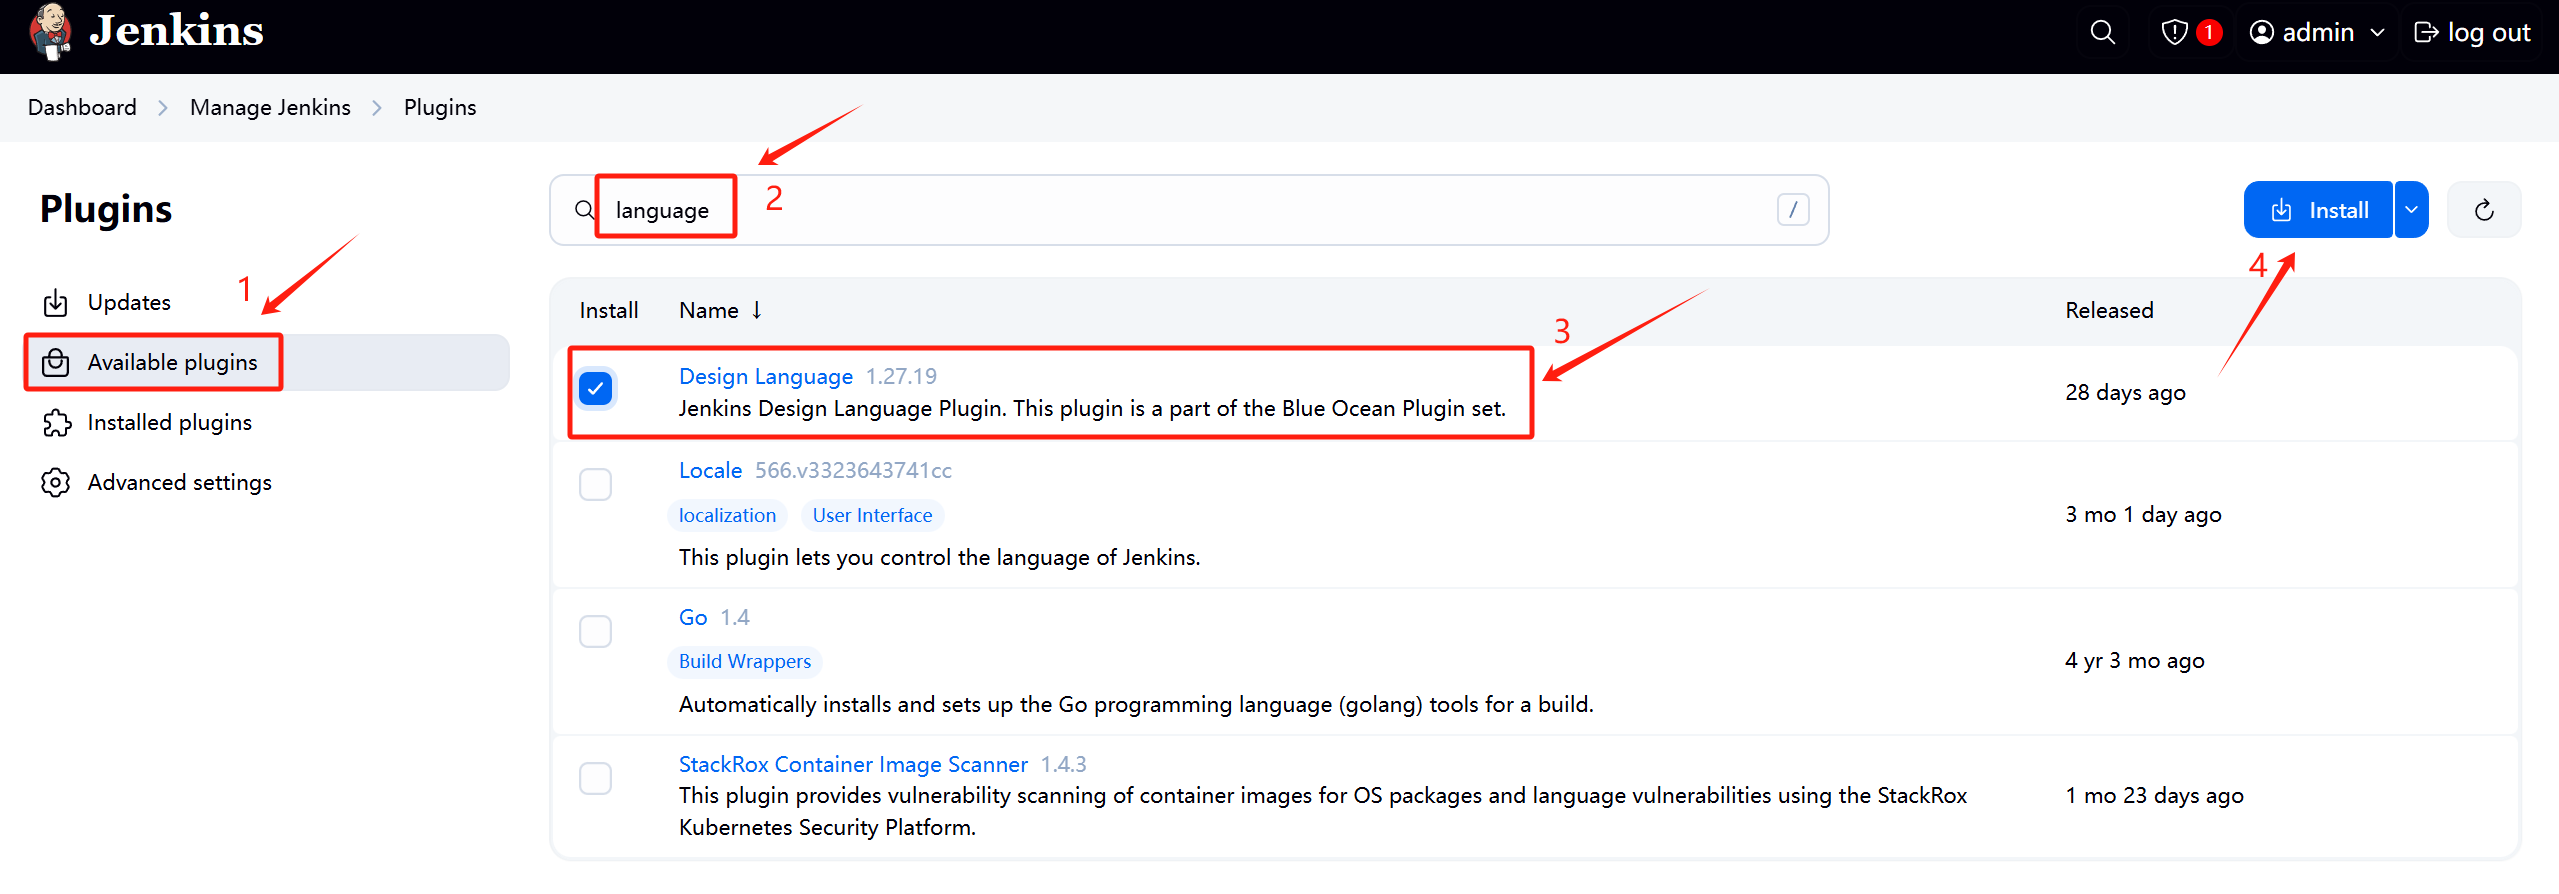 Jenkins
1
admin
log out
Dashboard
Manage Jenkins
Plugins
Plugins
language
/
2
Install
1
4
Updates
Available plugins
Installed plugins
Advanced settings
Install
Name ↓
Released
3
Design Language 1.27.19
Jenkins Design Language Plugin. This plugin is a part of the Blue Ocean Plugin set.
28 days ago
Locale 566.v3323643741cc
localization
User Interface
This plugin lets you control the language of Jenkins.
3 mo 1 day ago
Go 1.4
Build Wrappers
Automatically installs and sets up the Go programming language (golang) tools for a build.
4 yr 3 mo ago
StackRox Container Image Scanner 1.4.3
This plugin provides vulnerability scanning of container images for OS packages and language vulnerabilities using the StackRox
Kubernetes Security Platform.
1 mo 23 days ago